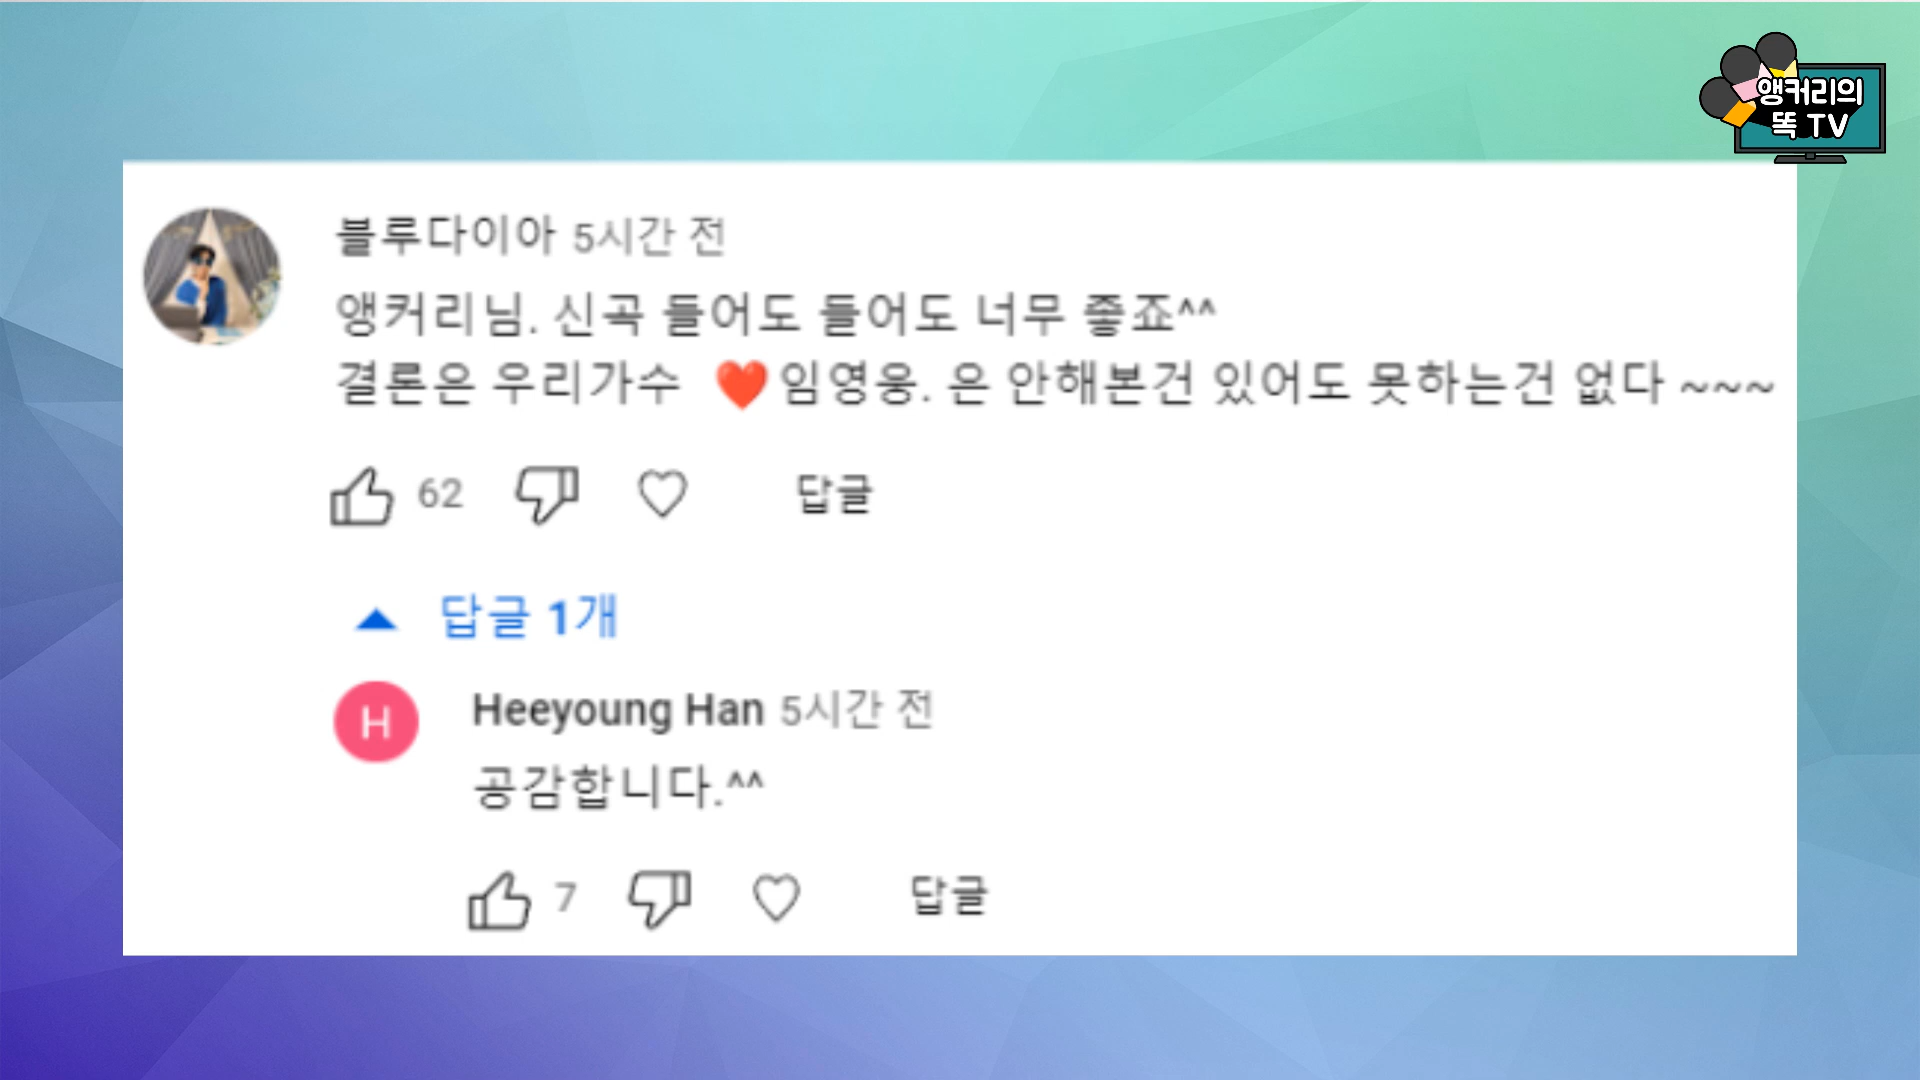 앵커리의
똑 TV
블루다이아 5시간 전
앵커리님. 신곡 들어도 들어도 너무 좋죠^^
결론은 우리가수 ❤️임영웅. 은 안해본건 있어도 못하는건 없다 ~~~
62 답글
답글 1개
H
Heeyoung Han 5시간 전
공감합니다.^^
7 답글